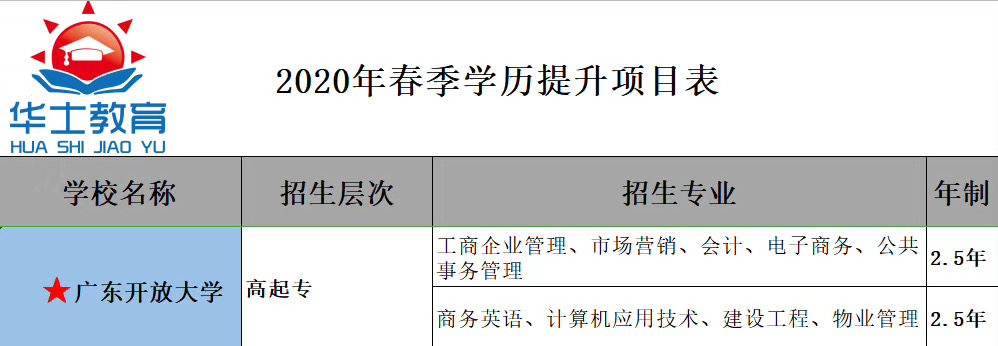 华士教育
HUA SHI JIAO YU
2020年春季学历提升项目表
学校名称 招生层次 招生专业 年制
★广东开放大学 高起专
工商企业管理、市场营销、会计、电子商务、公共
事务管理
2.5年
商务英语、计算机应用技术、建设工程、物业管理 2.5年